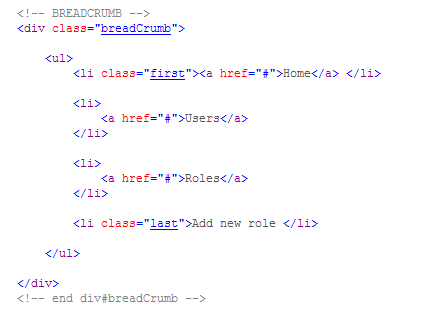 <!-- BREADCRUMB -->
<div class="breadCrumb">
<ul>
<li class="first"><a href="#">Home</a> </li>
<li>
<a href="#">Users</a>
</li>
<li>
<a href="#">Roles</a>
</li>
<li class="last">Add new role </li>
</ul>
</div>
<!-- end div#breadCrumb -->